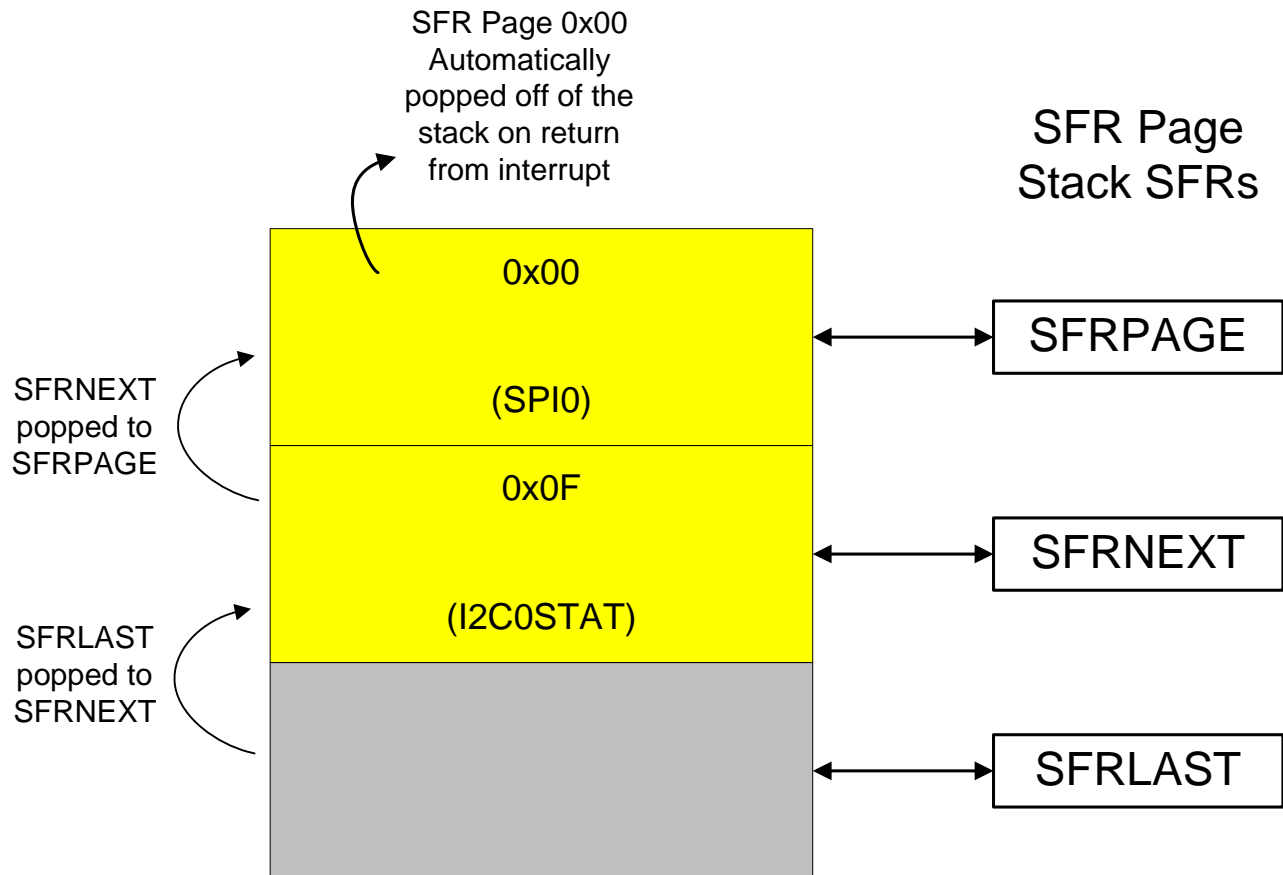 SFR Page 0x00
Automatically
popped off of the
stack on return
from interrupt
SFR Page
Stack SFRs
0x00
(SPI0)
SFRPAGE
SFRNEXT
popped to
SFRPAGE
0x0F
(I2C0STAT)
SFRNEXT
SFRLAST
popped to
SFRNEXT
SFRLAST